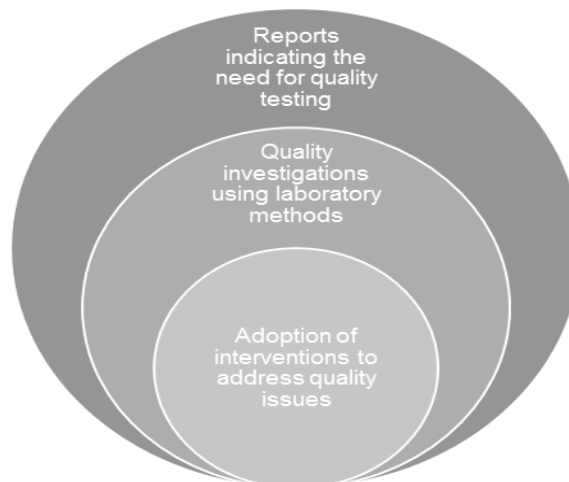 Reports
indicating the
need for quality
testing
Quality
investigations
using laboratory
methods
Adoption of
interventions to
address quality
issues